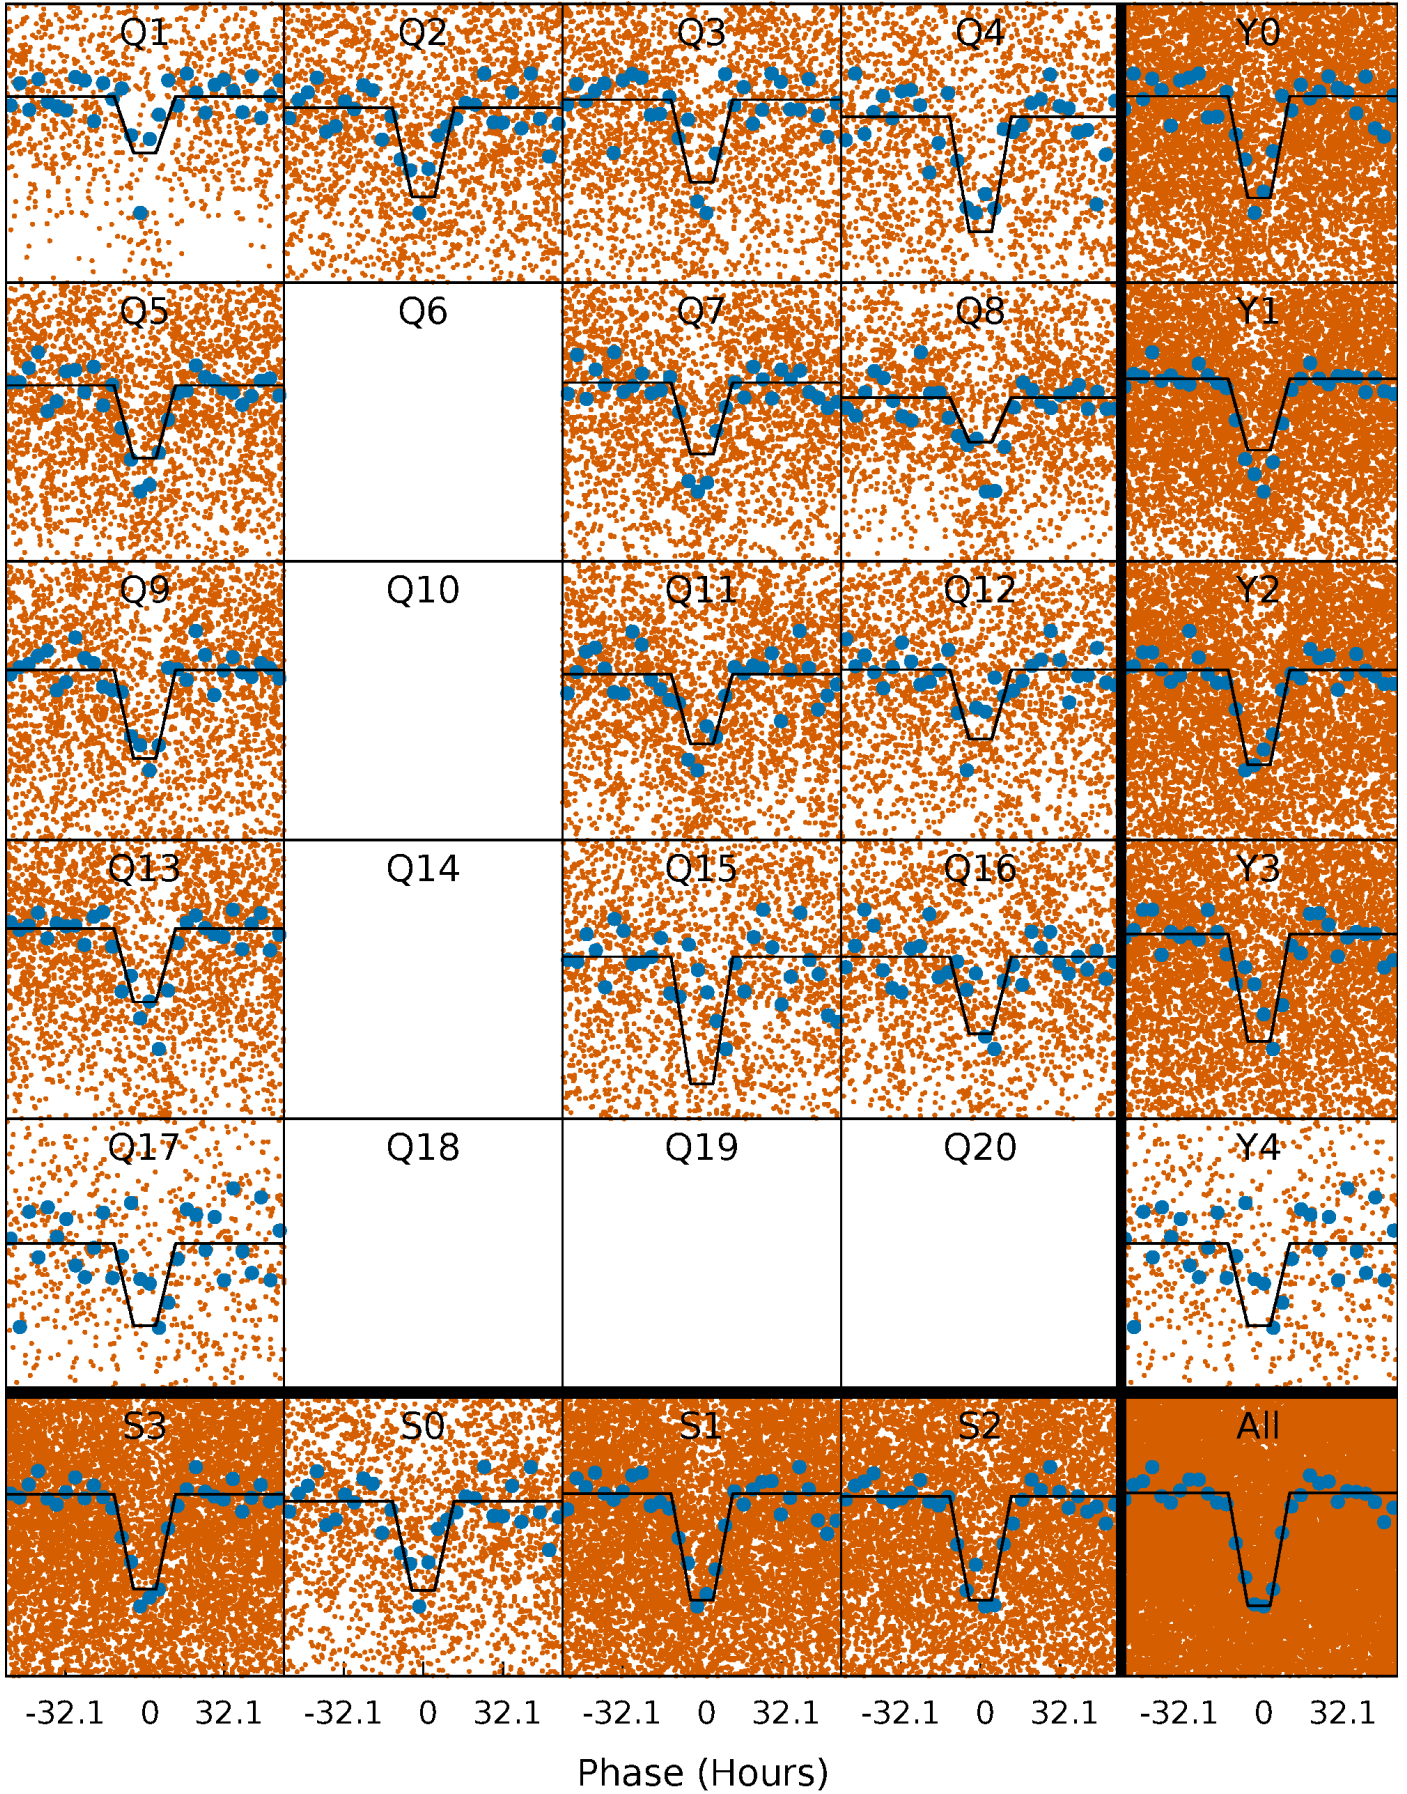 Q1 Q2 Q3 Q4 Y0
Q5 Q6 Q7 Q8 Y1
Q9 Q10 Q11 Q12 Y2
Q13 Q14 Q15 Q16 Y3
Q17 Q18 Q19 Q20 Y4
S3 S0 S1 S2 All
-32.1 0 32.1 -32.1 0 32.1 -32.1 0 32.1 -32.1 0 32.1 -32.1 0 32.1
Phase (Hours)